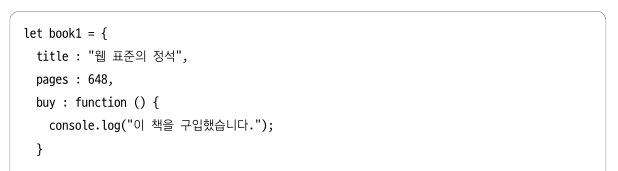 let book1 = {
title : "웹 표준의 정석",
pages : 648,
buy : function () {
console.log("이 책을 구입했습니다.");
}